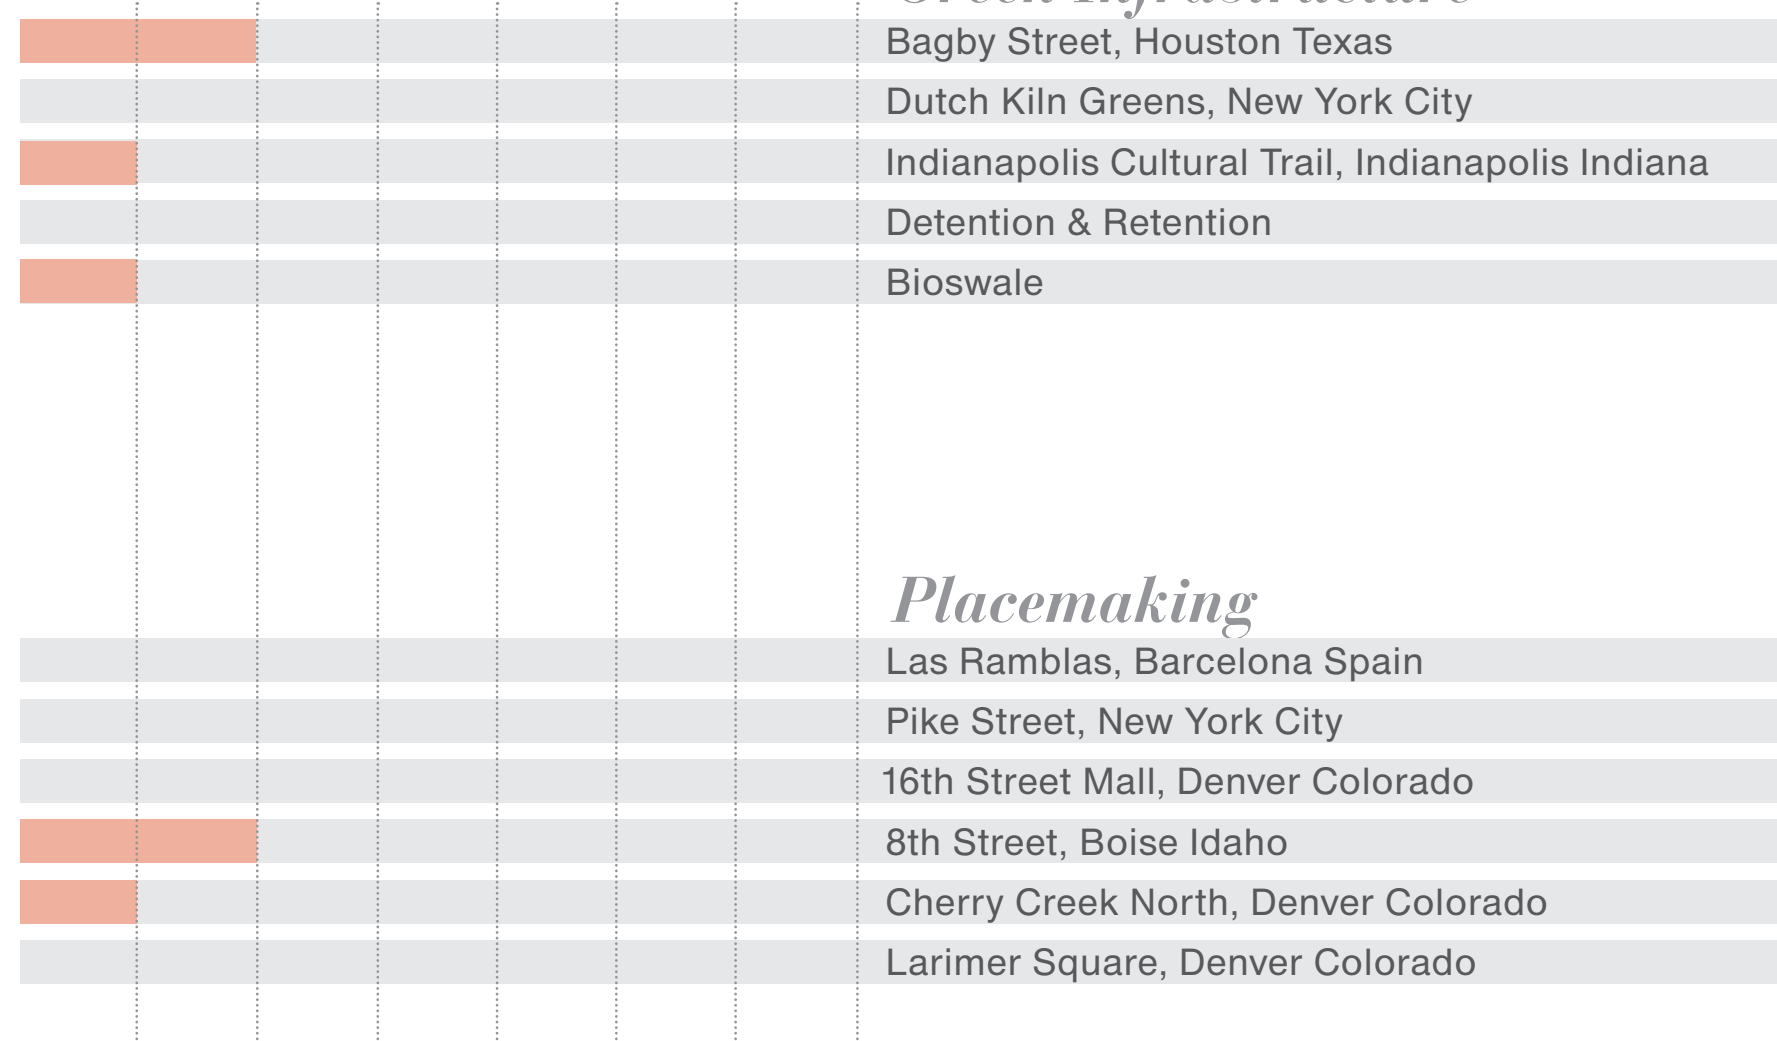 Green Infrastructure
Bagby Street, Houston Texas
Dutch Kiln Greens, New York City
Indianapolis Cultural Trail, Indianapolis Indiana
Detention & Retention
Bioswale
Placemaking
Las Ramblas, Barcelona Spain
Pike Street, New York City
16th Street Mall, Denver Colorado
8th Street, Boise Idaho
Cherry Creek North, Denver Colorado
Larimer Square, Denver Colorado